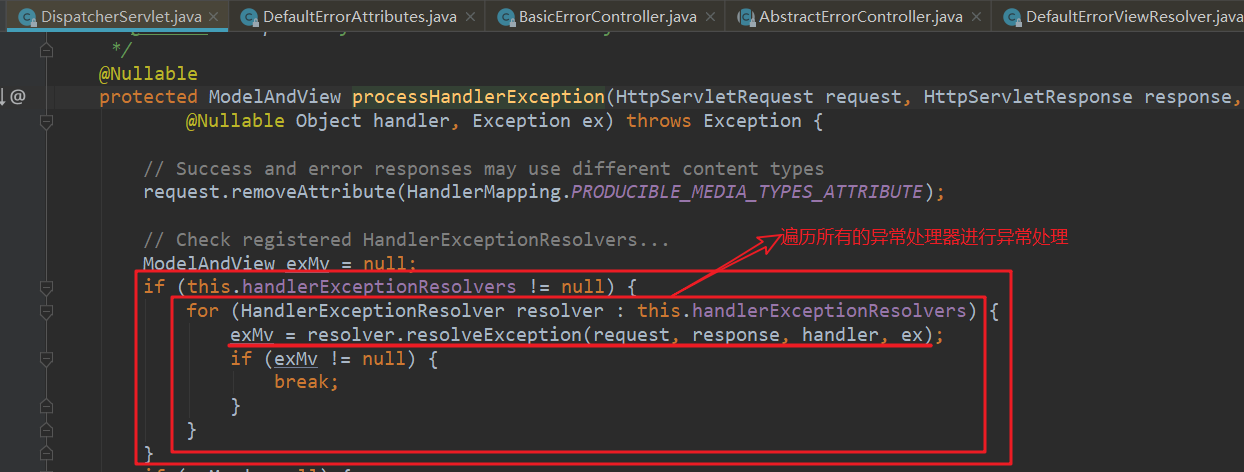 DispatcherServlet.java × DefaultErrorAttributes.java × BasicErrorController.java × AbstractErrorController.java × DefaultErrorViewResolver.java
*/
@Nullable
@ protected ModelAndView processHandlerException(HttpServletRequest request, HttpServletResponse response,
@Nullable Object handler, Exception ex) throws Exception {
// Success and error responses may use different content types
request.removeAttribute(HandlerMapping.PRODUCIBLE_MEDIA_TYPES_ATTRIBUTE);
// Check registered HandlerExceptionResolvers...
遍历所有的异常处理器进行异常处理
ModelAndView exMv = null;
if (this.handlerExceptionResolvers != null) {
for (HandlerExceptionResolver resolver : this.handlerExceptionResolvers) {
exMv = resolver.resolveException(request, response, handler, ex);
if (exMv != null) {
break;
}
}
}